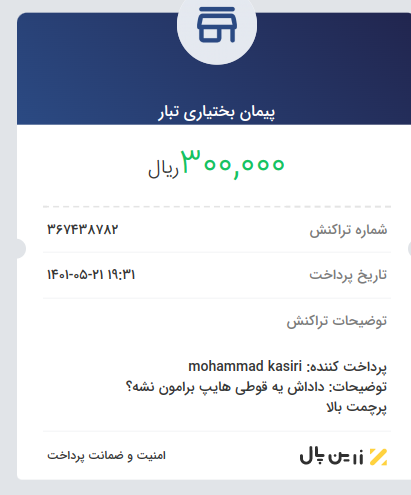 پیمان بختیاری تبار
۳۰۰,۰۰۰ ریال
شماره تراکنش ۳۶۷۴۳۸۷۸۲
تاریخ پرداخت ۱۴۰۱-۰۵-۲۱ ۱۹:۳۱
توضیحات تراکنش
پرداخت کننده: mohammad kasiri
توضیحات: داداش یه قوطی هایپ برامون نشه؟
پرچمت بالا
زرین پال امنیت و ضمانت پرداخت